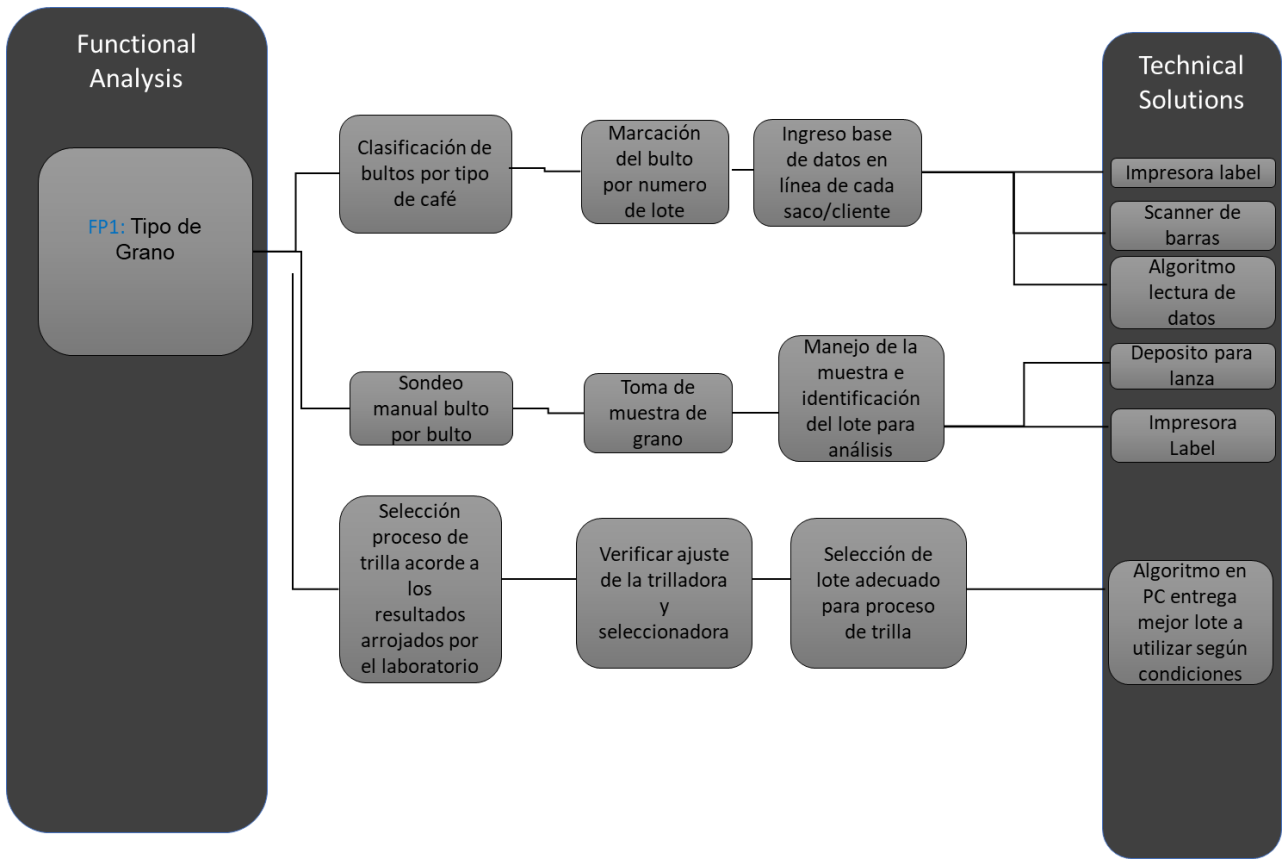 Functional
Analysis
FP1: Tipo de
Grano
Clasificación de
bultos por tipo
de café
Marcación
del bulto
por numero
de lote
Ingreso base
de datos en
línea de cada
saco/cliente
Sondeo
manual bulto
por bulto
Toma de
muestra de
grano
Manejo de la
muestra e
identificación
del lote para
análisis
Selección
proceso de
trilla acorde a
los
resultados
arrojados por
el laboratorio
Verificar ajuste
de la trilladora
y
seleccionadora
Selección de
lote adecuado
para proceso
de trilla
Technical
Solutions
Impresora label
Scanner de
barras
Algoritmo
lectura de
datos
Deposito para
lanza
Impresora
Label
Algoritmo en
PC entrega
mejor lote a
utilizar según
condiciones